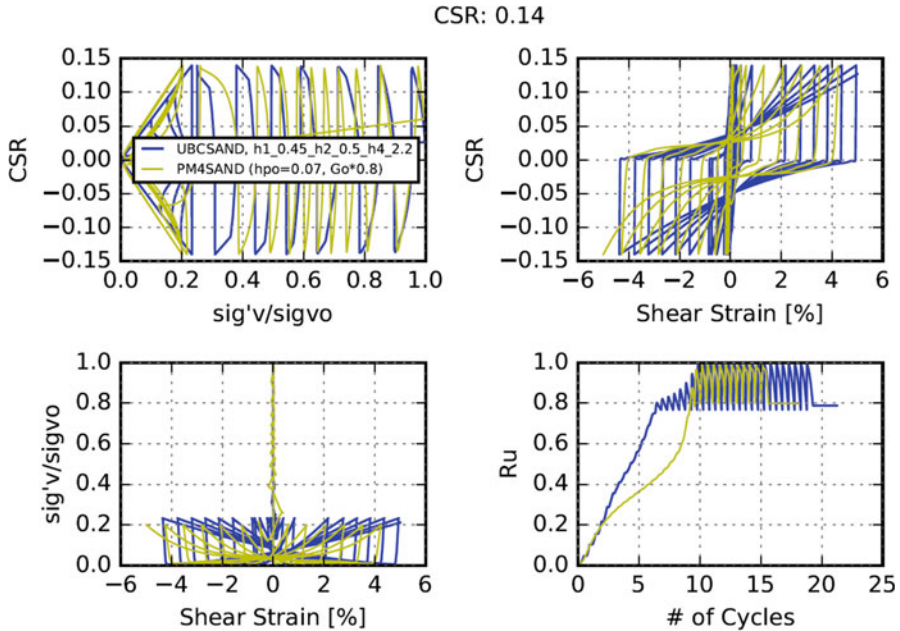 CSR: 0.14
CSR
0.15
0.10
0.05
0.00
−0.05
−0.10
−0.15
0.0 0.2 0.4 0.6 0.8 1.0
sig'v/sigvo
UBCSAND, h1_0.45_h2_0.5_h4_2.2
PM4SAND (hpo=0.07, Go*0.8)
CSR
0.15
0.10
0.05
0.00
−0.05
−0.10
−0.15
−6 −4 −2 0 2 4 6
Shear Strain [%]
sig'v/sigvo
1.0
0.8
0.6
0.4
0.2
0.0
−6 −4 −2 0 2 4 6
Shear Strain [%]
Ru
1.0
0.8
0.6
0.4
0.2
0.0
0 5 10 15 20 25
# of Cycles